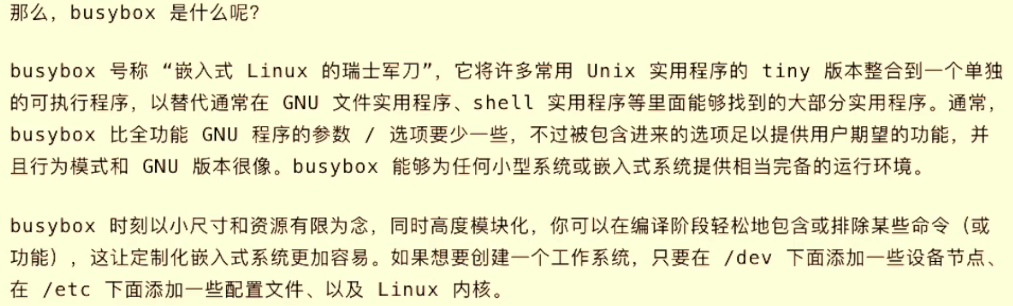 那么，busybox 是什么呢？
busybox 号称 “嵌入式 Linux 的瑞士军刀”，它将许多常用 Unix 实用程序的 tiny 版本整合到一个单独
的可执行程序，以替代通常在 GNU 文件实用程序、shell 实用程序等里面能够找到的大部分实用程序。通常，
busybox 比全功能 GNU 程序的参数 / 选项要少一些，不过被包含进来的选项足以提供用户期望的功能，并
且行为模式和 GNU 版本很像。busybox 能够为任何小型系统或嵌入式系统提供相当完备的运行环境。
busybox 时刻以小尺寸和资源有限为念，同时高度模块化，你可以在编译阶段轻松地包含或排除某些命令（或
功能），这让定制化嵌入式系统更加容易。如果想要创建一个工作系统，只要在 /dev 下面添加一些设备节点、
在 /etc 下面添加一些配置文件、以及 Linux 内核。